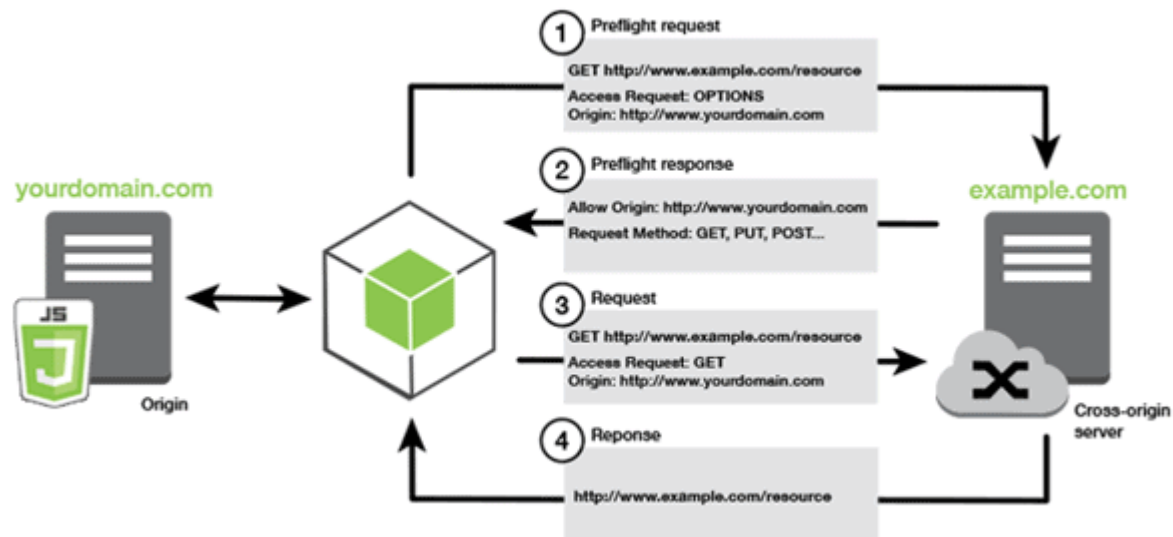 1
Preflight request
GET http://www.example.com/resource
Access Request: OPTIONS
Origin: http://www.yourdomain.com
2
Preflight response
Allow Origin: http://www.yourdomain.com
Request Method: GET, PUT, POST...
yourdomain.com
example.com
JS
J
Origin
3
Request
GET http://www.example.com/resource
Access Request: GET
Origin: http://www.yourdomain.com
Cross-origin
server
4
Reponse
http://www.example.com/resource